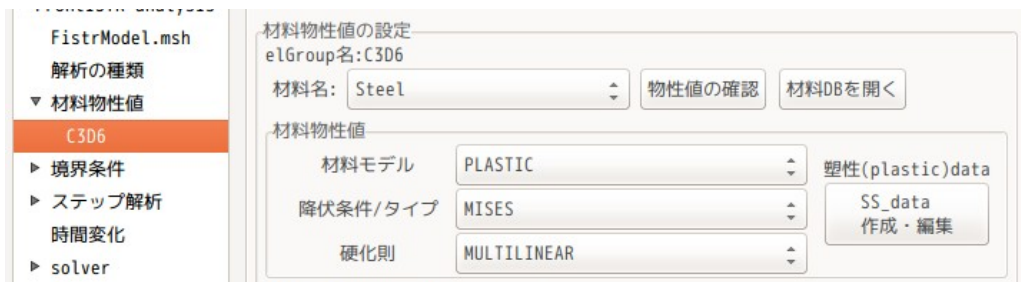 FistrModel.msh
解析の種類
材料物性値
C3D6
境界条件
ステップ解析
時間変化
solver
材料物性値の設定
elGroup名:C3D6
材料名: Steel 物性値の確認 材料DBを開く
材料物性値
材料モデル PLASTIC
降伏条件/タイプ MISES
硬化則 MULTILINEAR
塑性(plastic)data
SS_data
作成・編集